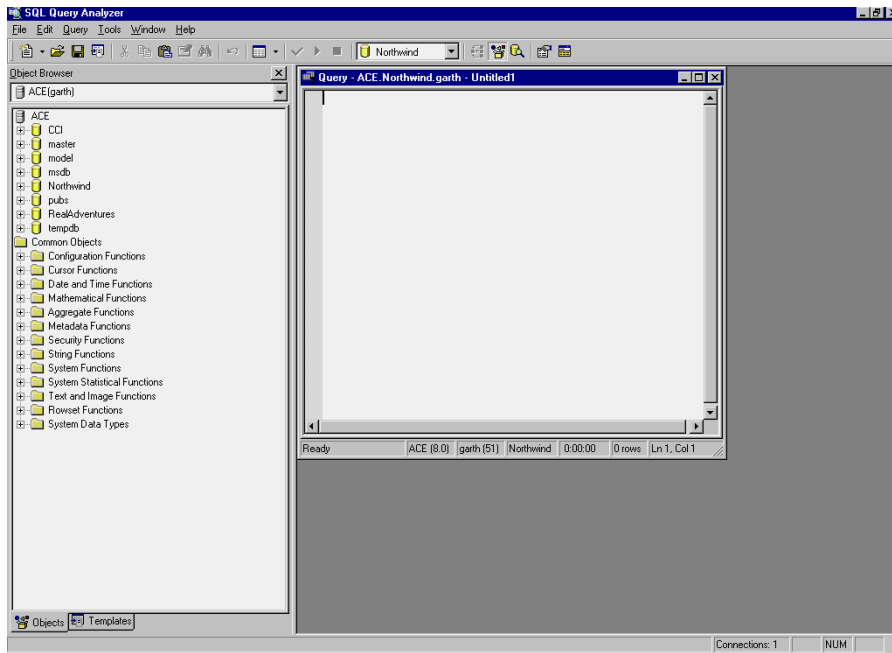 SQL Query Analyzer
File Edit Query Tools Window Help
Northwind
Object Browser
ACE(garth)
ACE
CCI
master
model
msdb
Northwind
pubs
RealAdventures
tempdb
Common Objects
Configuration Functions
Cursor Functions
Date and Time Functions
Mathematical Functions
Aggregate Functions
Metadata Functions
Security Functions
String Functions
System Functions
System Statistical Functions
Text and Image Functions
Rowset Functions
System Data Types
Objects Templates
Query - ACE.Northwind.garth - Untitled1
Ready ACE (8.0) garth (51) Northwind 0:00:00 0 rows Ln 1, Col 1
Connections: 1 NUM